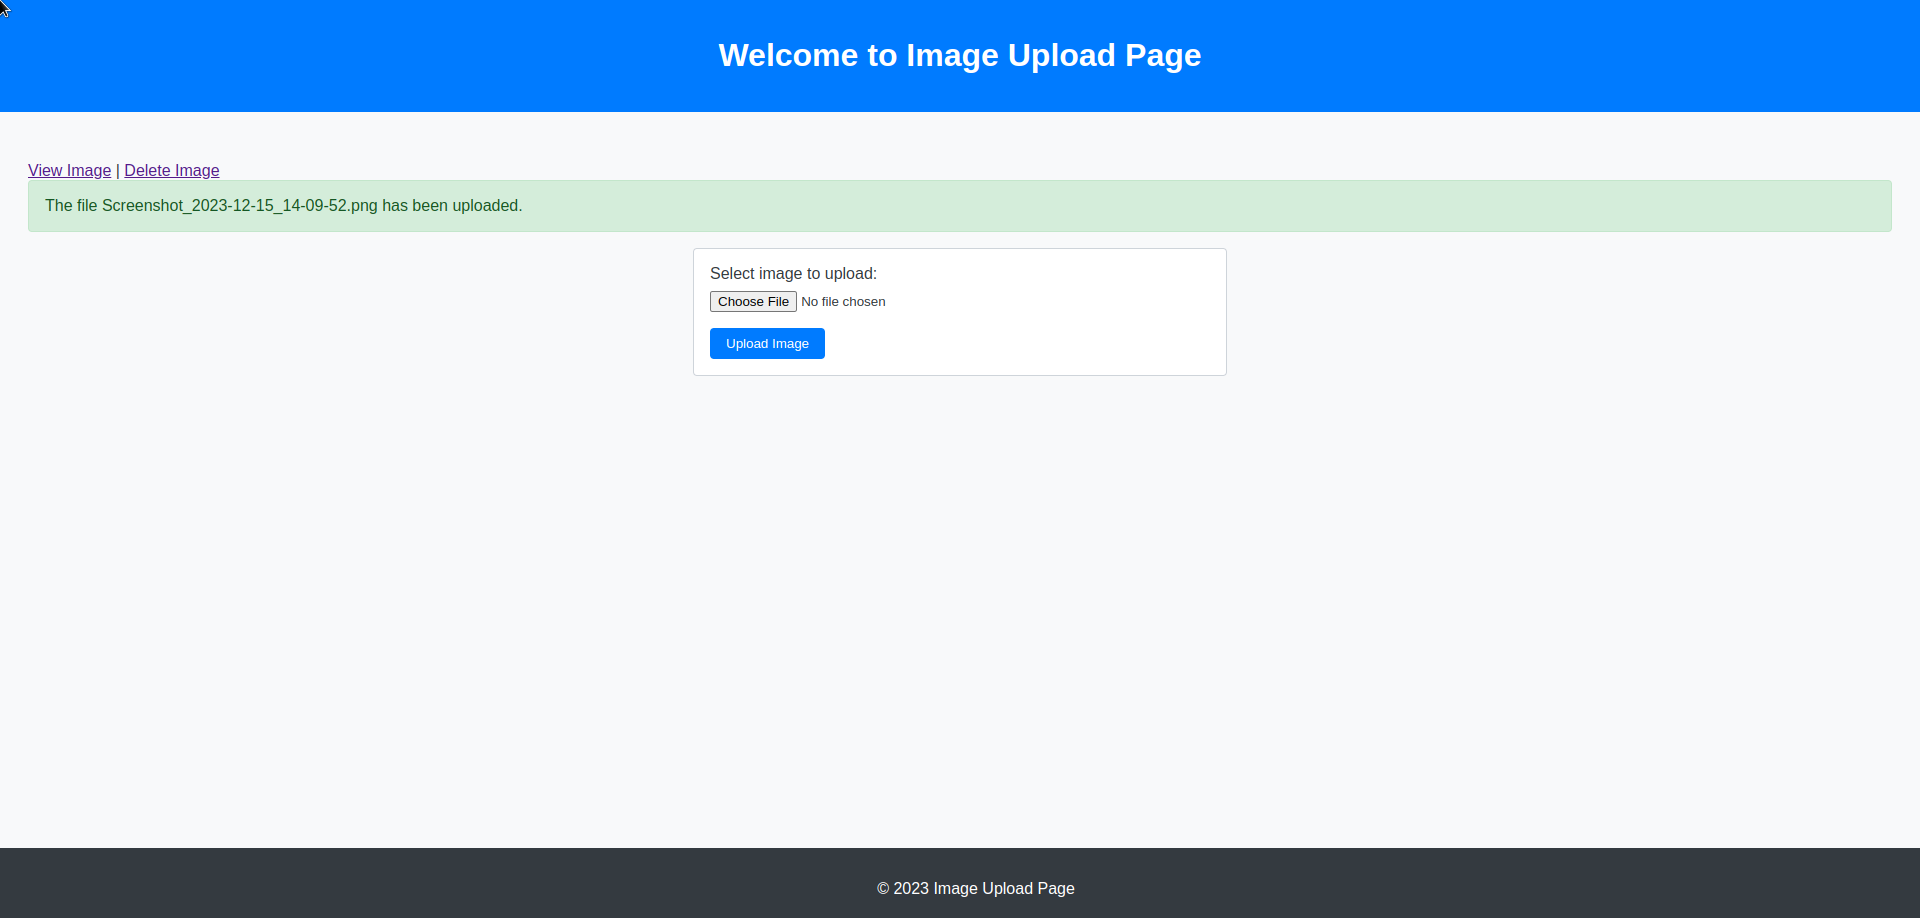 Welcome to Image Upload Page
View Image | Delete Image
The file Screenshot_2023-12-15_14-09-52.png has been uploaded.
Select image to upload:
Choose File No file chosen
Upload Image
© 2023 Image Upload Page